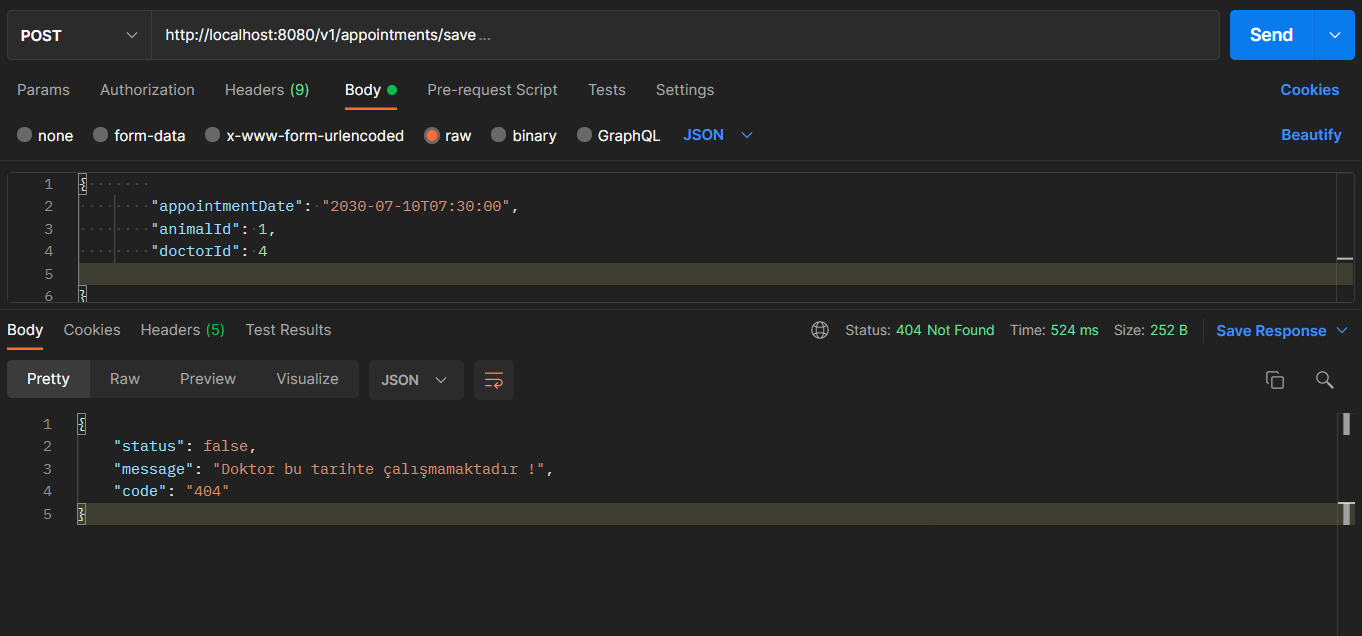 POST http://localhost:8080/v1/appointments/save ... Send
Params Authorization Headers (9) Body Pre-request Script Tests Settings Cookies
none form-data x-www-form-urlencoded raw binary GraphQL JSON Beautify
1 {
2 "appointmentDate": "2030-07-10T07:30:00",
3 "animalId": 1,
4 "doctorId": 4
5
6 }
Body Cookies Headers (5) Test Results Status: 404 Not Found Time: 524 ms Size: 252 B Save Response
Pretty Raw Preview Visualize JSON
1 {
2 "status": false,
3 "message": "Doktor bu tarihte çalışmamaktadır !",
4 "code": "404"
5 }